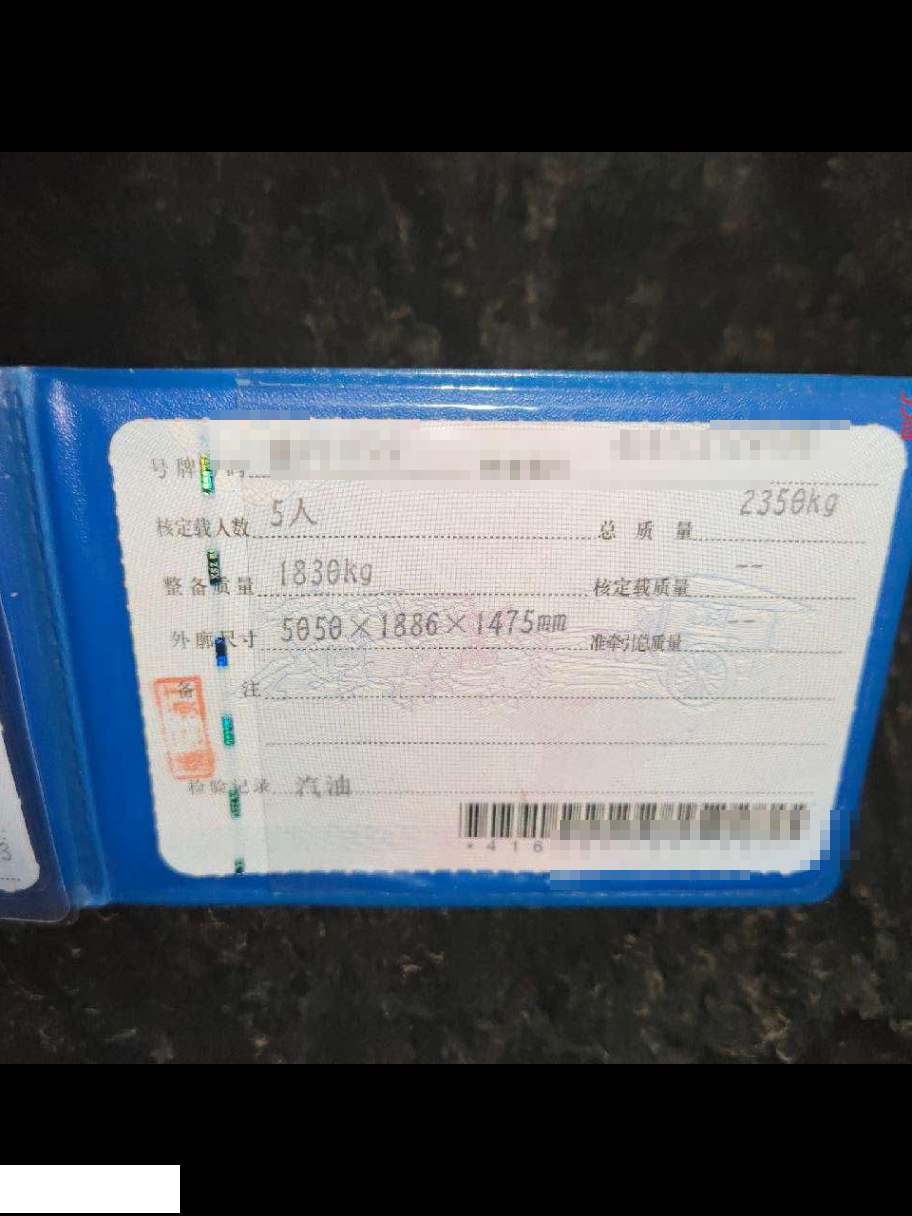 号牌
核定载人数 5人 总质量 2350kg
整备质量 1830kg 核定载质量 --
外廓尺寸 5050×1886×1475mm 准牵引总质量 --
备注
检验记录 汽油
*416